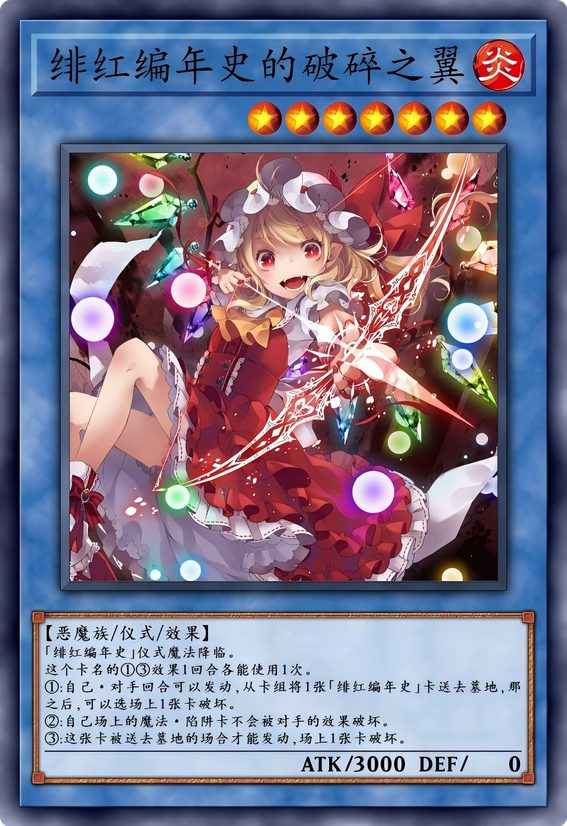 绯红编年史的破碎之翼
炎
【恶魔族/仪式/效果】
「绯红编年史」仪式魔法降临。
这个卡名的①③效果1回合各能使用1次。
①:自己·对手回合可以发动,从卡组将1张「绯红编年史」卡送去墓地,那
之后,可以选场上1张卡破坏。
②:自己场上的魔法·陷阱卡不会被对手的效果破坏。
③:这张卡被送去墓地的场合才能发动,场上1张卡破坏。
ATK/3000 DEF/ 0